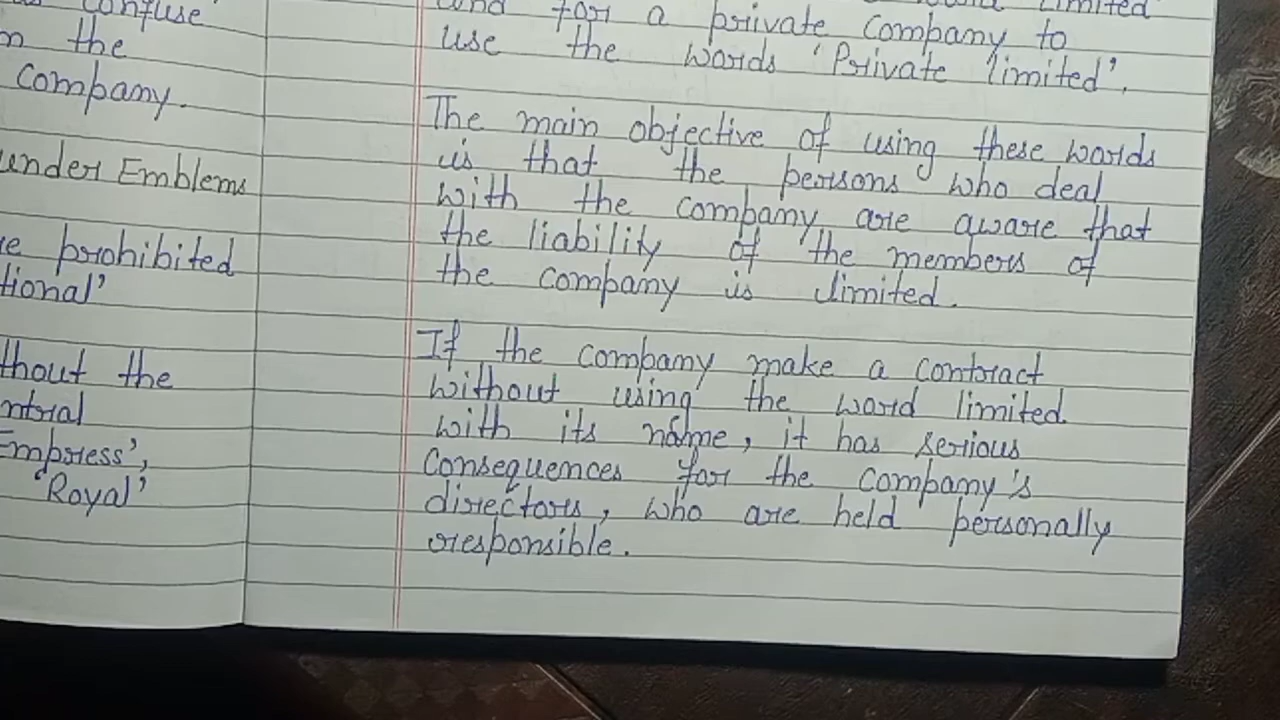 confuse
n the
company.
under Emblems
e prohibited
tional'
thout the
ntral
Empress',
'Royal'
limited
and for a private company to
use the words 'Private limited'.
The main objective of using these words
is that the persons who deal
with the company are aware that
the liability of the members of
the company is limited.
If the company make a contract
without using the word limited
with its name, it has serious
consequences for the company's
directors, who are held personally
responsible.